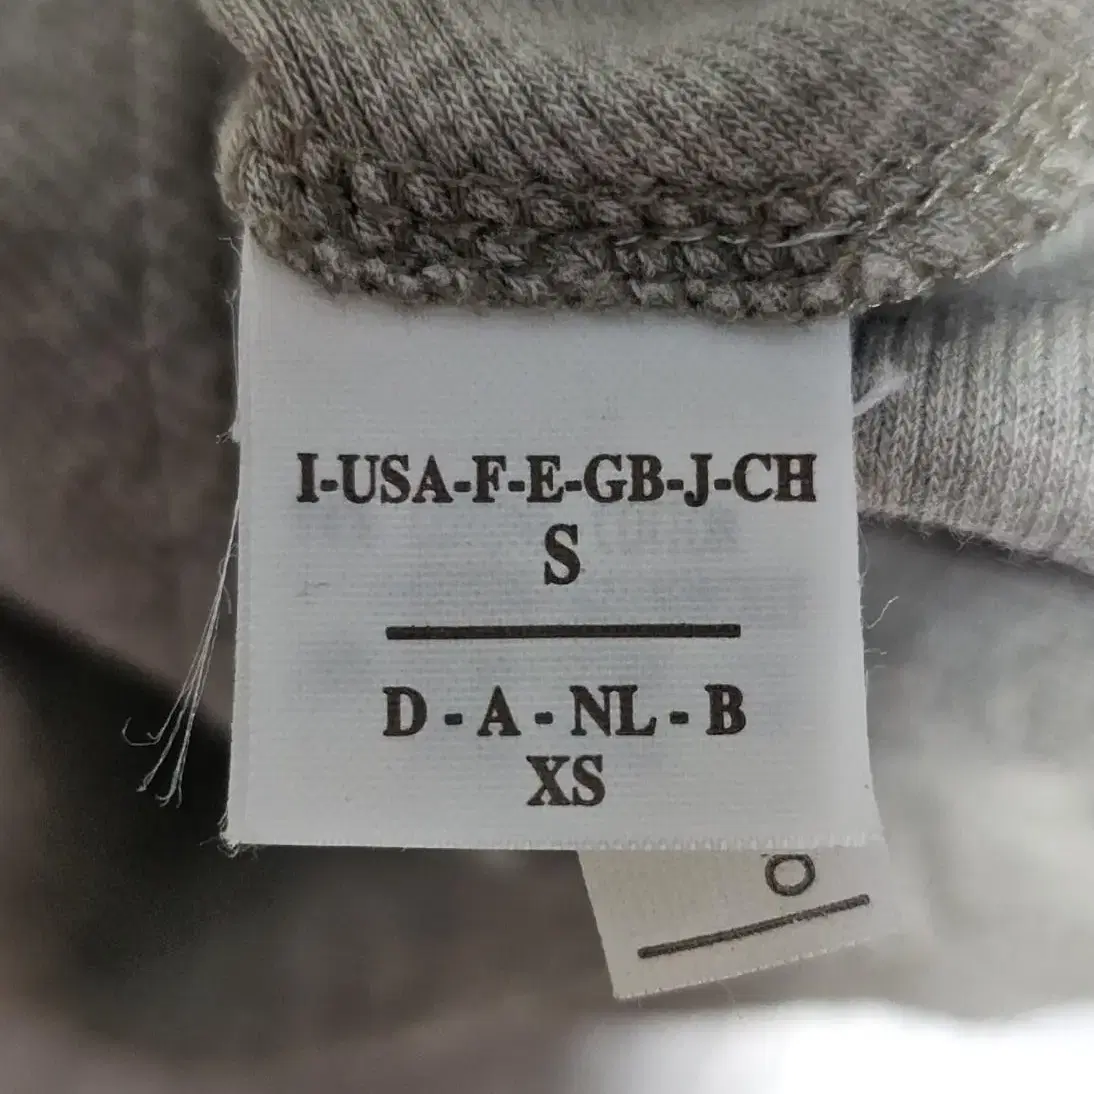 I-USA-F-E-GB-J-CH
S
D - A - NL - B
XS